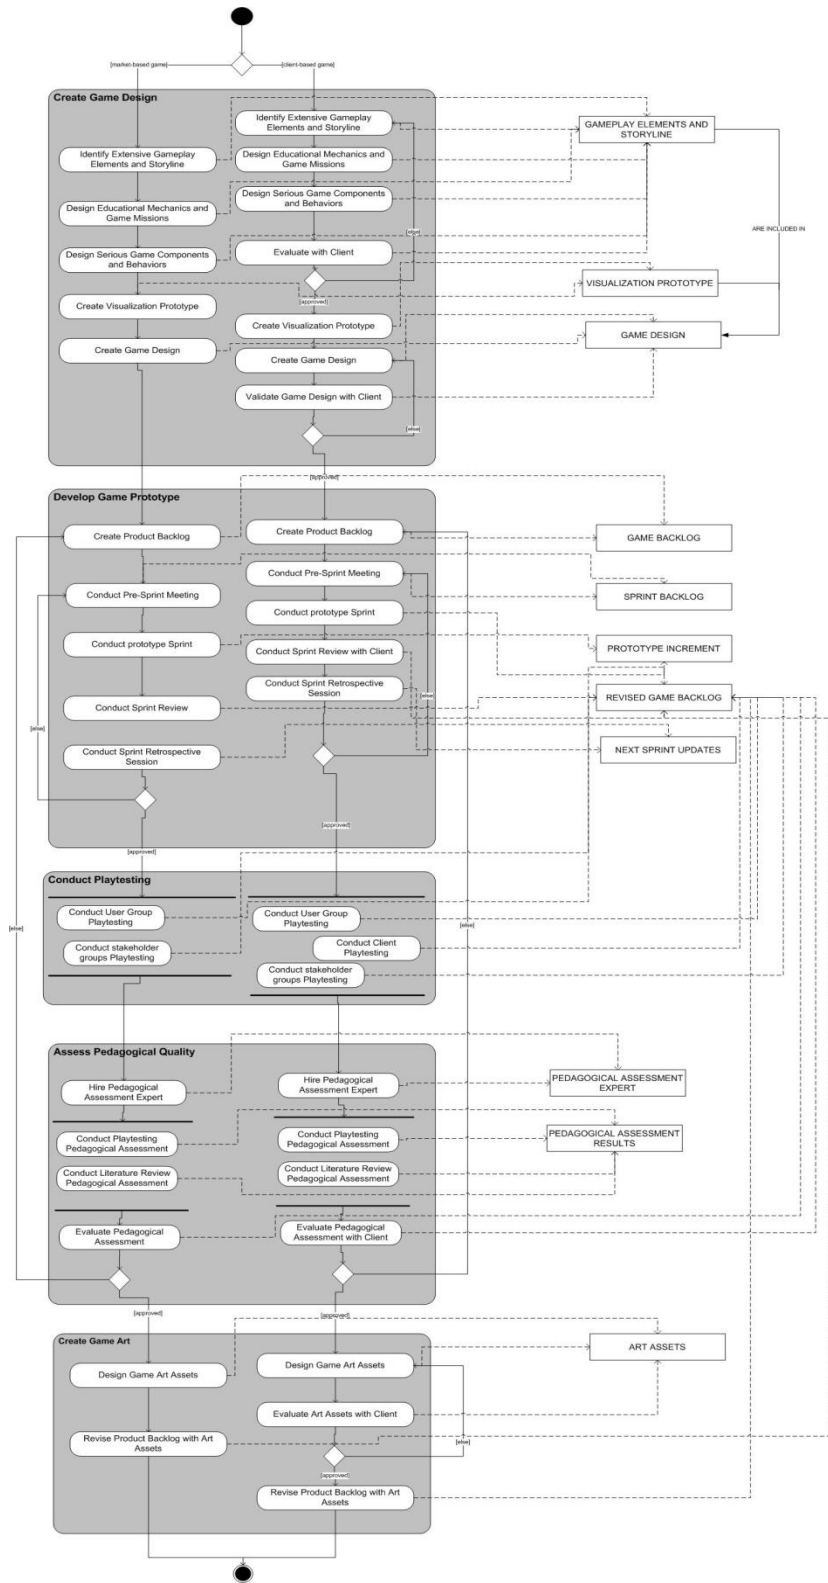 [market-based game]
[client-based game]
Create Game Design
Identify Extensive Gameplay
Elements and Storyline
Design Educational Mechanics and
Game Missions
Design Serious Game Components
and Behaviors
Create Visualization Prototype
Create Game Design
Identify Extensive Gameplay
Elements and Storyline
Design Educational Mechanics and
Game Missions
Design Serious Game Components
and Behaviors
[else]
Evaluate with Client
[approved]
Create Visualization Prototype
Create Game Design
Validate Game Design with Client
[else]
[approved]
GAMEPLAY ELEMENTS AND
STORYLINE
ARE INCLUDED IN
VISUALIZATION PROTOTYPE
GAME DESIGN
Develop Game Prototype
Create Product Backlog
Conduct Pre-Sprint Meeting
Conduct prototype Sprint
Conduct Sprint Review
[else]
Conduct Sprint Retrospective
Session
[approved]
Create Product Backlog
Conduct Pre-Sprint Meeting
Conduct prototype Sprint
Conduct Sprint Review with Client
Conduct Sprint Retrospective
Session
[else]
[approved]
GAME BACKLOG
SPRINT BACKLOG
PROTOTYPE INCREMENT
REVISED GAME BACKLOG
NEXT SPRINT UPDATES
Conduct Playtesting
Conduct User Group
Playtesting
Conduct stakeholder
groups Playtesting
[else]
Conduct User Group
Playtesting
Conduct Client
Playtesting
Conduct stakeholder
groups Playtesting
[else]
Assess Pedagogical Quality
Hire Pedagogical
Assessment Expert
Conduct Playtesting
Pedagogical Assessment
Conduct Literature Review
Pedagogical Assessment
Evaluate Pedagogical
Assessment
[approved]
Hire Pedagogical
Assessment Expert
Conduct Playtesting
Pedagogical Assessment
Conduct Literature Review
Pedagogical Assessment
Evaluate Pedagogical
Assessment with Client
[approved]
PEDAGOGICAL ASSESSMENT
EXPERT
PEDAGOGICAL ASSESSMENT
RESULTS
Create Game Art
Design Game Art Assets
Revise Product Backlog with Art
Assets
Design Game Art Assets
Evaluate Art Assets with Client
[else]
[approved]
Revise Product Backlog with Art
Assets
ART ASSETS